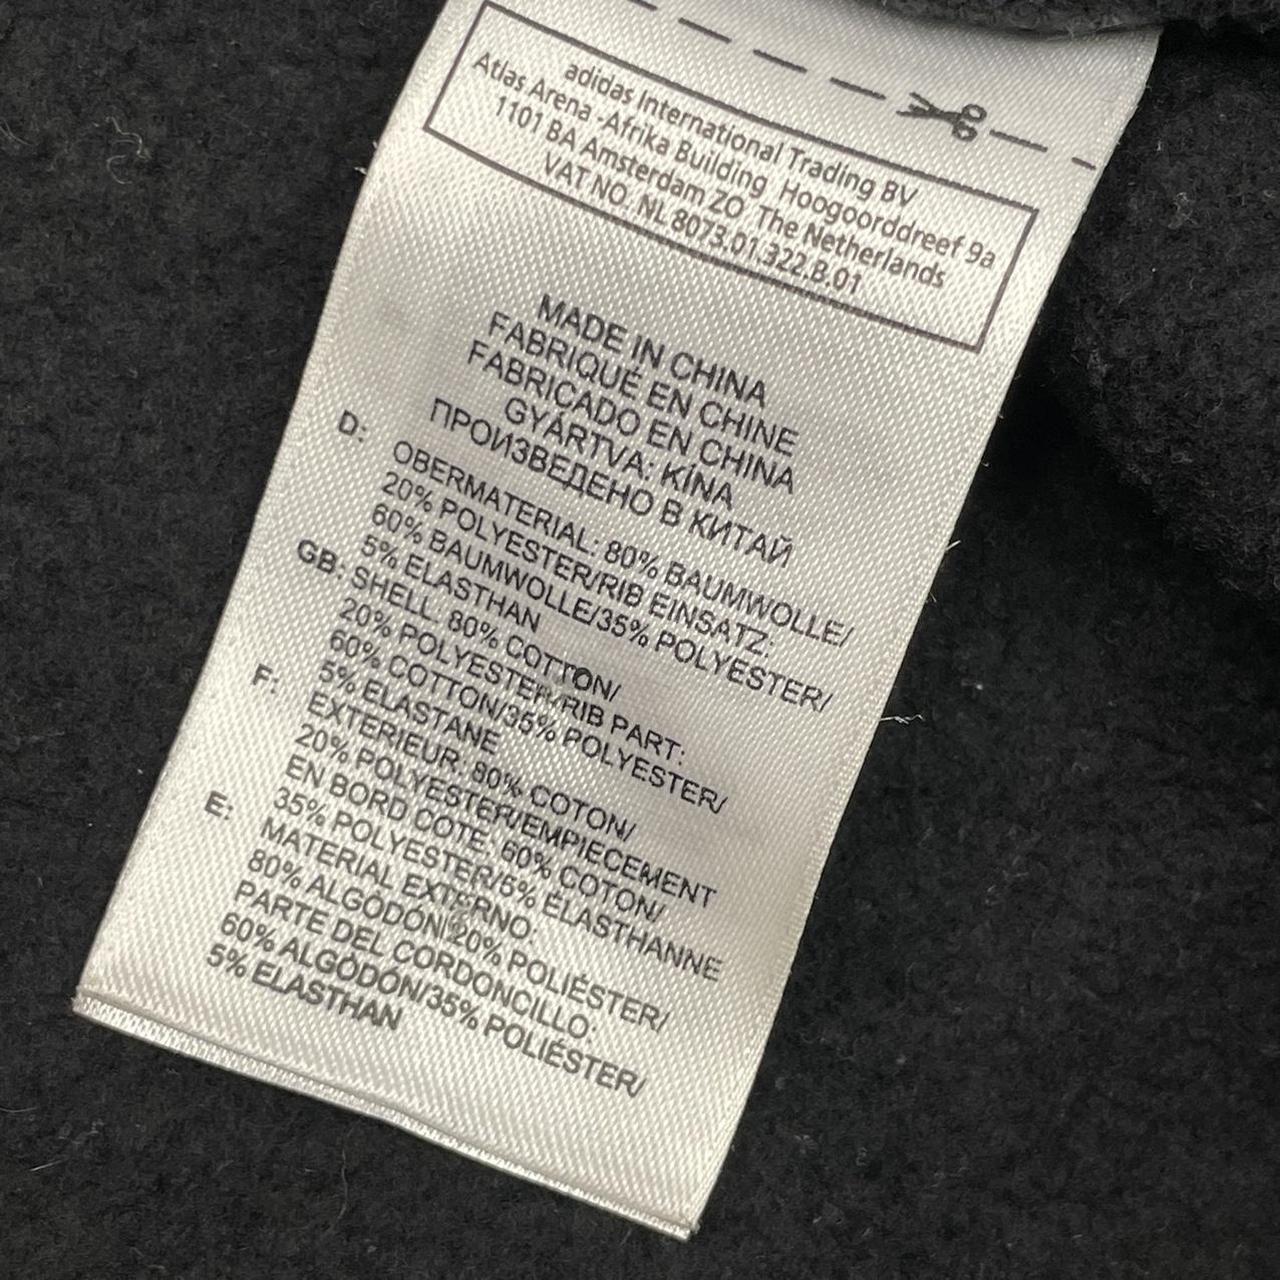 adidas International Trading BV
Atlas Arena -Afrika Building Hoogoorddreef 9a
1101 BA Amsterdam ZO The Netherlands
VAT NO. NL 8073.01.322.B.01
MADE IN CHINA
FABRIQUÉ EN CHINE
FABRICADO EN CHINA
GYÁRTVA: KÍNA
ПРОИЗВЕДЕНО В КИТАЙ
D: OBERMATERIAL: 80% BAUMWOLLE/
20% POLYESTER/RIB EINSATZ:
60% BAUMWOLLE/35% POLYESTER/
5% ELASTHAN
GB: SHELL: 80% COTTON/
20% POLYESTER/RIB PART:
60% COTTON/35% POLYESTER/
5% ELASTANE
F: EXTERIEUR: 80% COTON/
20% POLYESTER/EMPIECEMENT
EN BORD COTE: 60% COTON/
35% POLYESTER/5% ÉLASTHANNE
E: MATERIAL EXTERNO:
80% ALGODÓN/20% POLIÉSTER/
PARTE DEL CORDONCILLO:
60% ALGODÓN/35% POLIÉSTER/
5% ELASTHAN